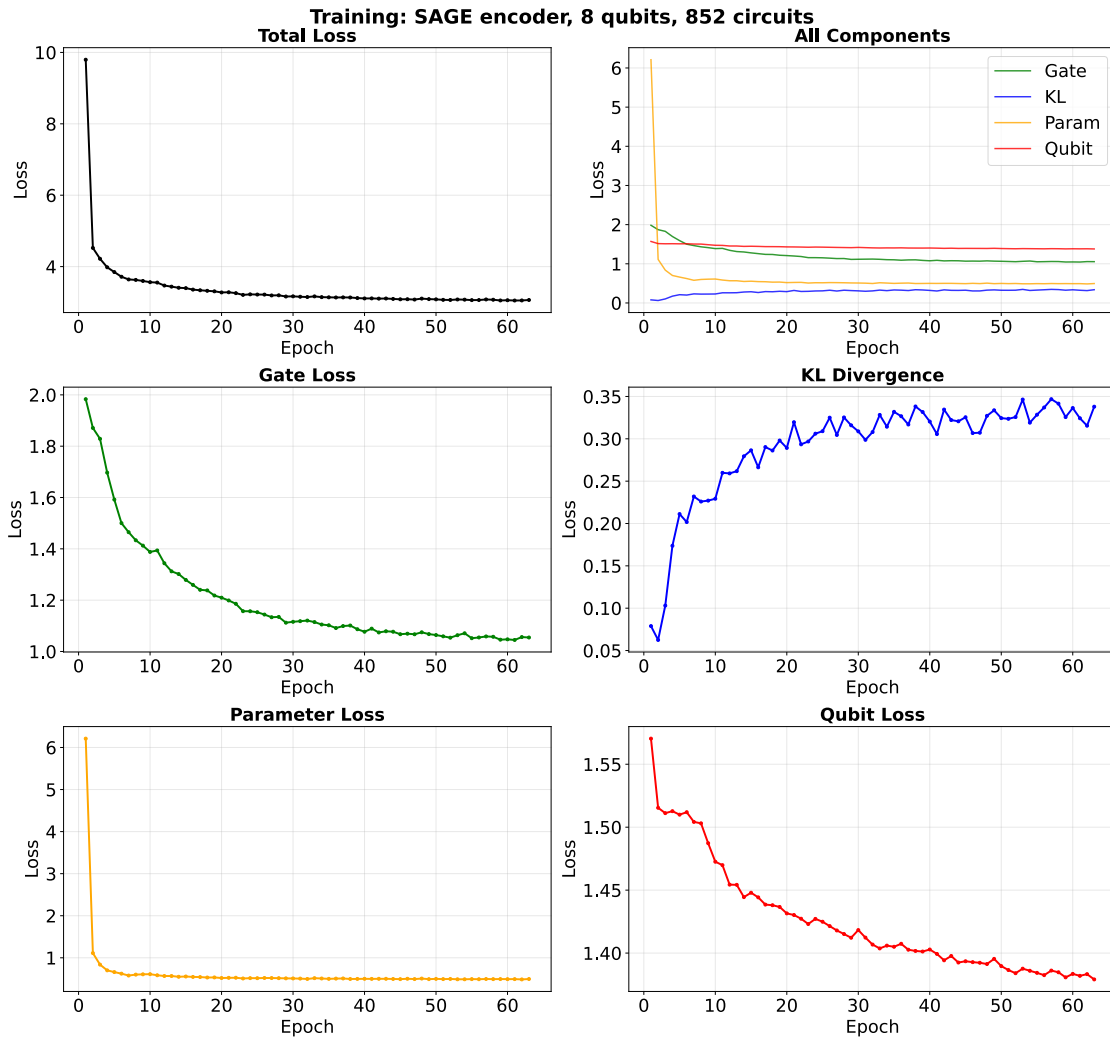 Training: SAGE encoder, 8 qubits, 852 circuits
Total Loss
10
8
6
4
Loss
0 10 20 30 40 50 60
Epoch
All Components
6
5
4
3
2
1
0
Loss
Gate
KL
Param
Qubit
0 10 20 30 40 50 60
Epoch
Gate Loss
2.0
1.8
1.6
1.4
1.2
1.0
Loss
0 10 20 30 40 50 60
Epoch
KL Divergence
0.35
0.30
0.25
0.20
0.15
0.10
0.05
Loss
0 10 20 30 40 50 60
Epoch
Parameter Loss
6
5
4
3
2
1
Loss
0 10 20 30 40 50 60
Epoch
Qubit Loss
1.55
1.50
1.45
1.40
Loss
0 10 20 30 40 50 60
Epoch